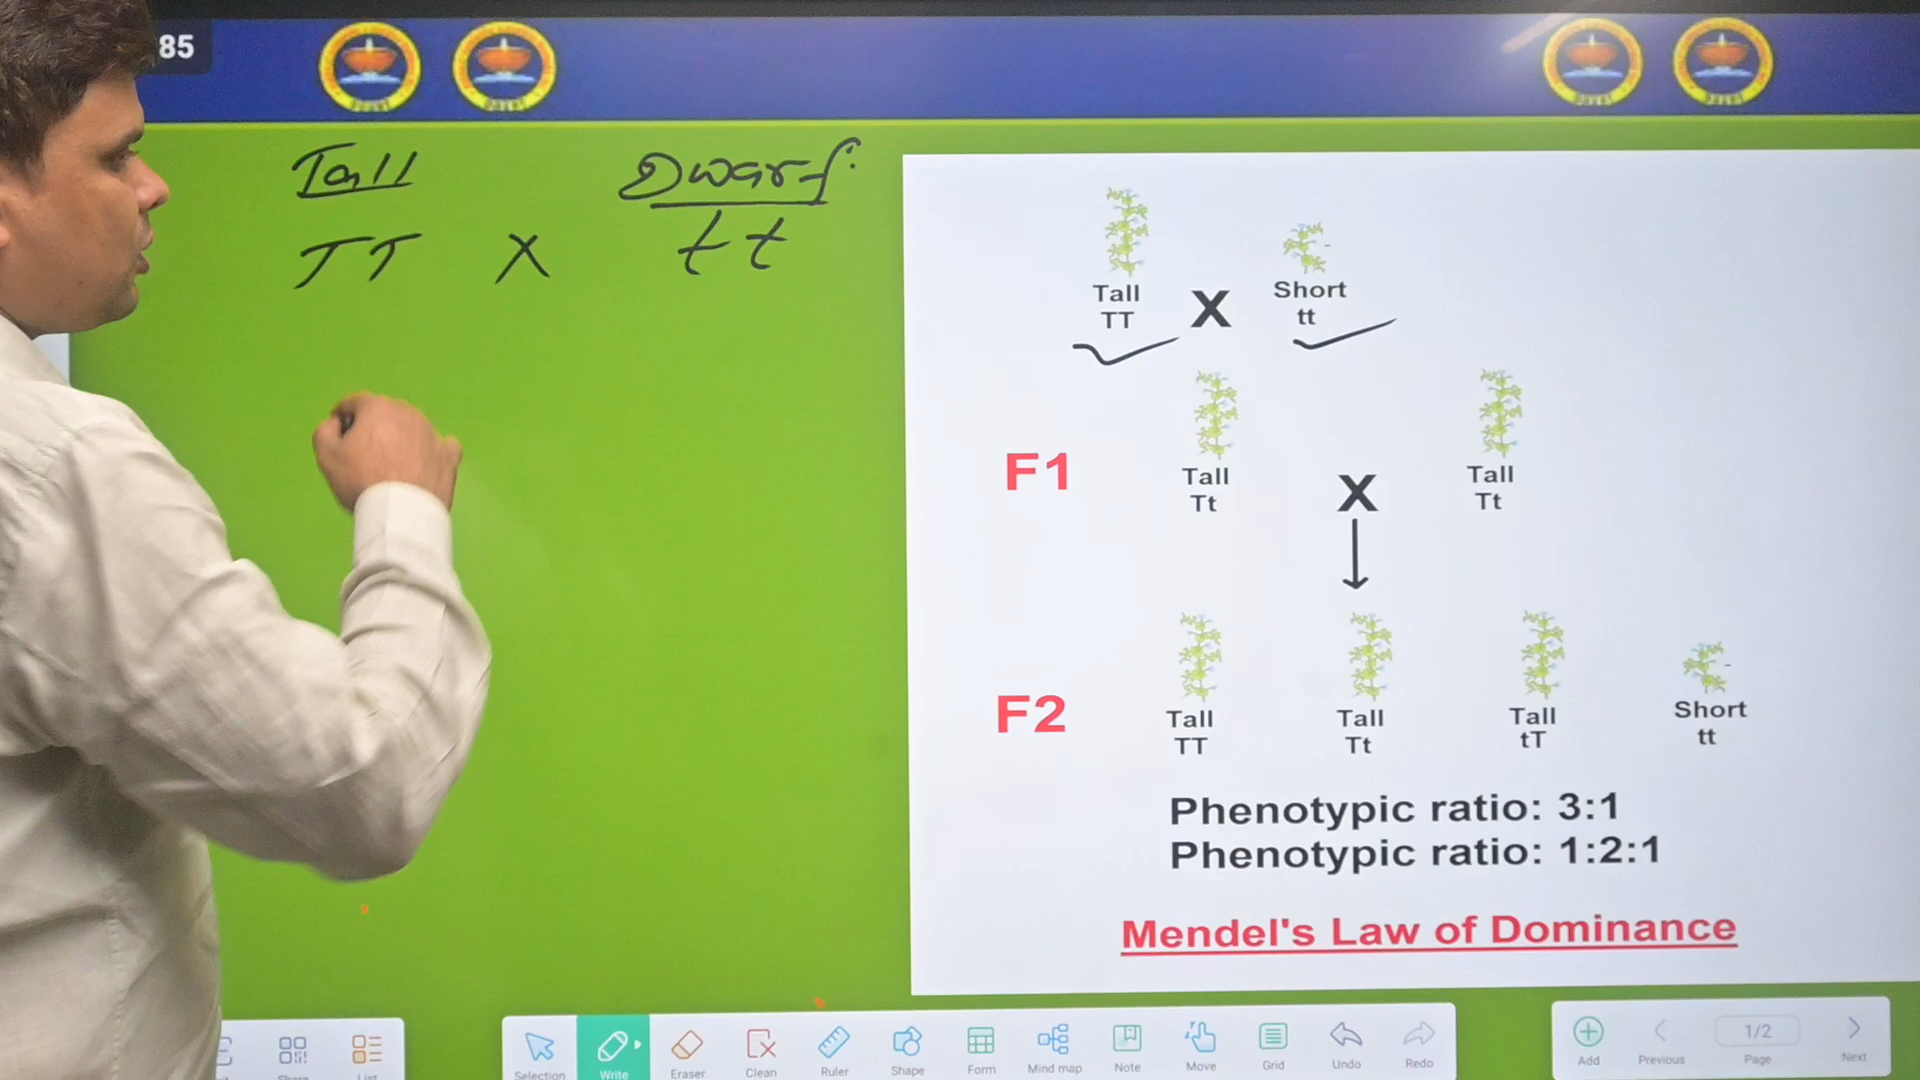 85
Tall Dwarf
TT X tt
Tall X Short
TT tt
F1
Tall X Tall
Tt Tt
F2
Tall Tall Tall Short
TT Tt tT tt
Phenotypic ratio: 3:1
Phenotypic ratio: 1:2:1
Mendel's Law of Dominance
Selection Write Eraser Clean Ruler Shape Form Mind map Note Move Grid Undo Redo
Add Previous 1/2 Page Next